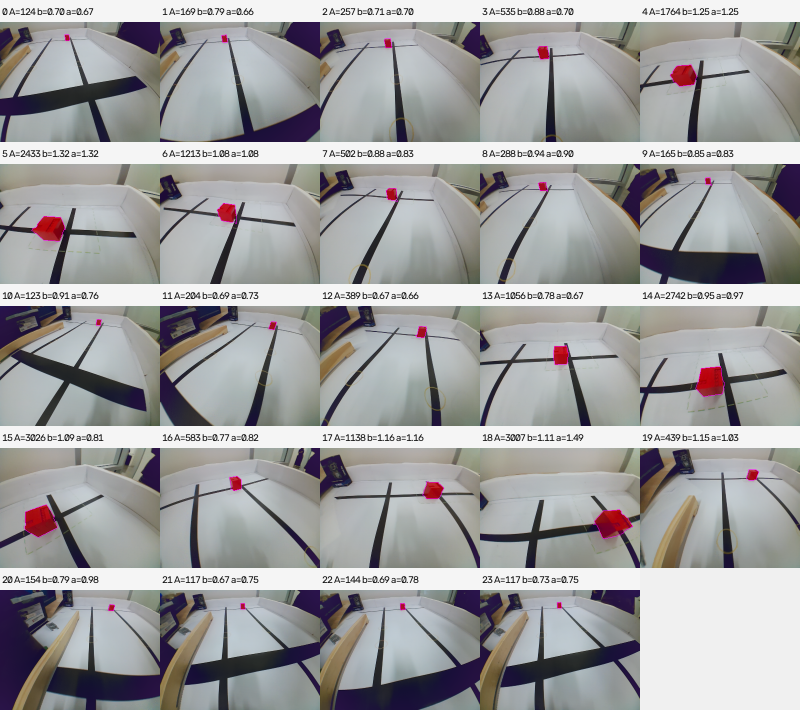 0 A=124 b=0.70 a=0.67
1 A=169 b=0.79 a=0.66
2 A=257 b=0.71 a=0.70
3 A=535 b=0.88 a=0.70
4 A=1764 b=1.25 a=1.25
5 A=2433 b=1.32 a=1.32
6 A=1213 b=1.08 a=1.08
7 A=502 b=0.88 a=0.83
8 A=288 b=0.94 a=0.90
9 A=165 b=0.85 a=0.83
10 A=123 b=0.91 a=0.76
11 A=204 b=0.69 a=0.73
12 A=389 b=0.67 a=0.66
13 A=1056 b=0.78 a=0.67
14 A=2742 b=0.95 a=0.97
15 A=3026 b=1.09 a=0.81
16 A=583 b=0.77 a=0.82
17 A=1138 b=1.16 a=1.16
18 A=3007 b=1.11 a=1.49
19 A=439 b=1.15 a=1.03
20 A=154 b=0.79 a=0.98
21 A=117 b=0.67 a=0.75
22 A=144 b=0.69 a=0.78
23 A=117 b=0.73 a=0.75